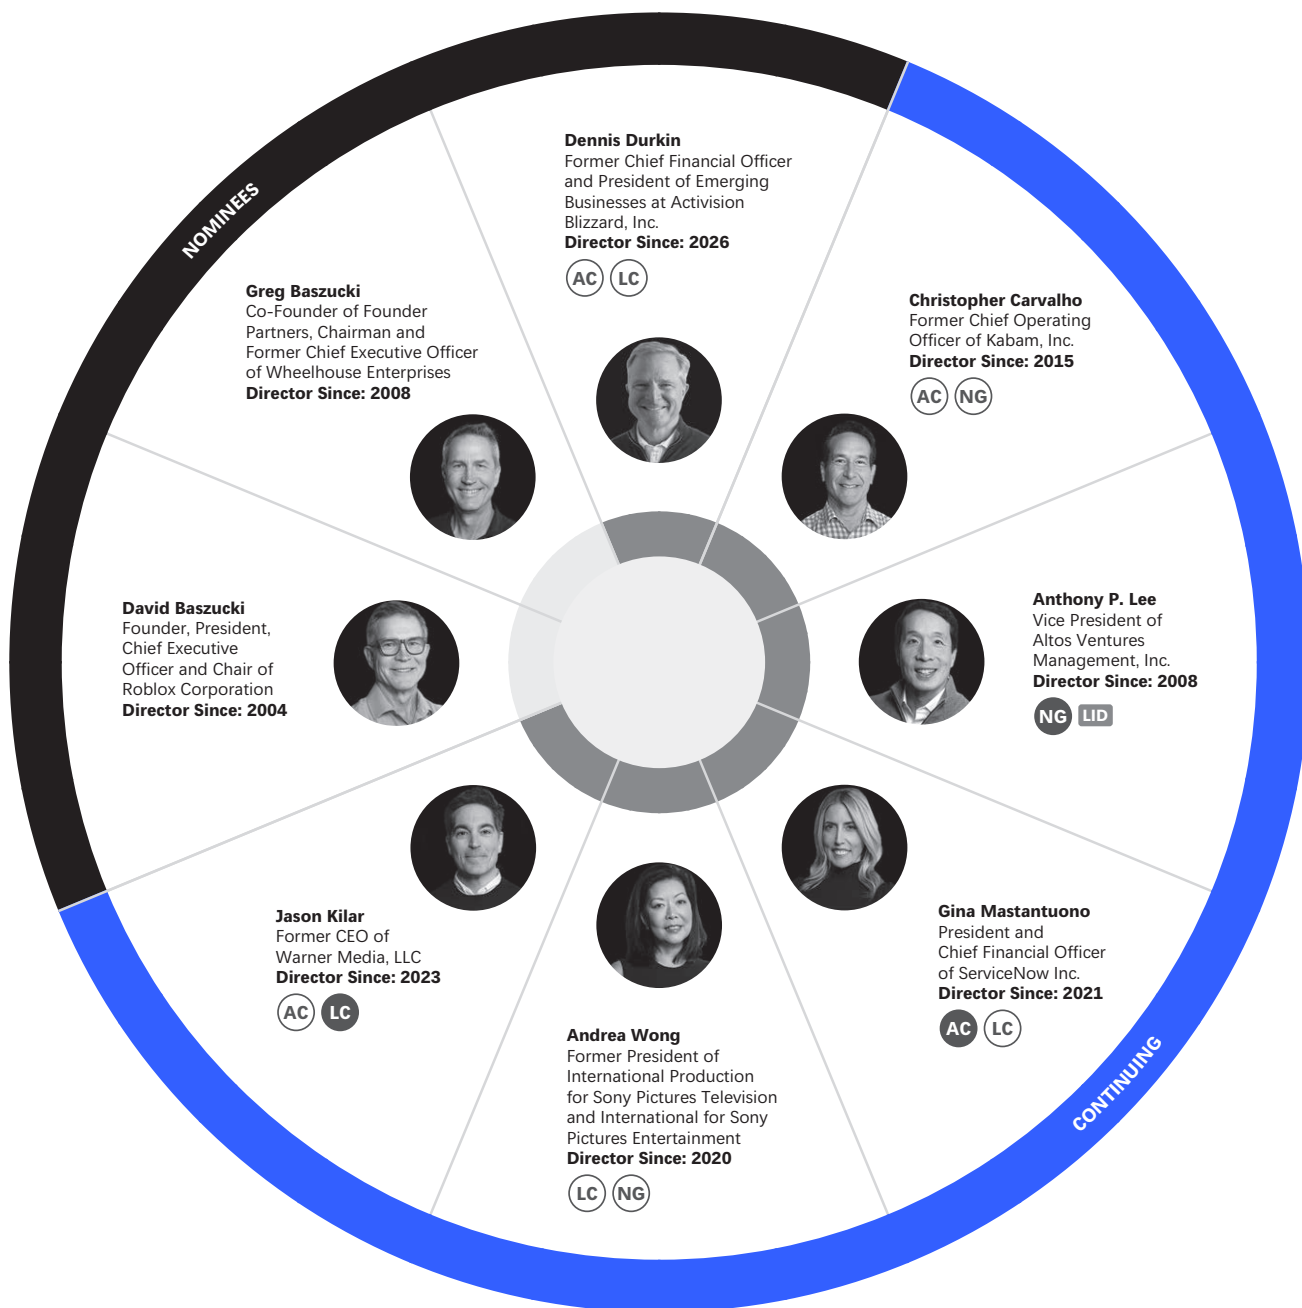 NOMINEES
Dennis Durkin
Former Chief Financial Officer
and President of Emerging
Businesses at Activision
Blizzard, Inc.
Director Since: 2026
AC LC
Greg Baszucki
Co-Founder of Founder
Partners, Chairman and
Former Chief Executive Officer
of Wheelhouse Enterprises
Director Since: 2008
Christopher Carvalho
Former Chief Operating
Officer of Kabam, Inc.
Director Since: 2015
AC NG
David Baszucki
Founder, President,
Chief Executive
Officer and Chair of
Roblox Corporation
Director Since: 2004
Anthony P. Lee
Vice President of
Altos Ventures
Management, Inc.
Director Since: 2008
NG LID
Jason Kilar
Former CEO of
Warner Media, LLC
Director Since: 2023
AC LC
Gina Mastantuono
President and
Chief Financial Officer
of ServiceNow Inc.
Director Since: 2021
AC LC
Andrea Wong
Former President of
International Production
for Sony Pictures Television
and International for Sony
Pictures Entertainment
Director Since: 2020
LC NG
CONTINUING